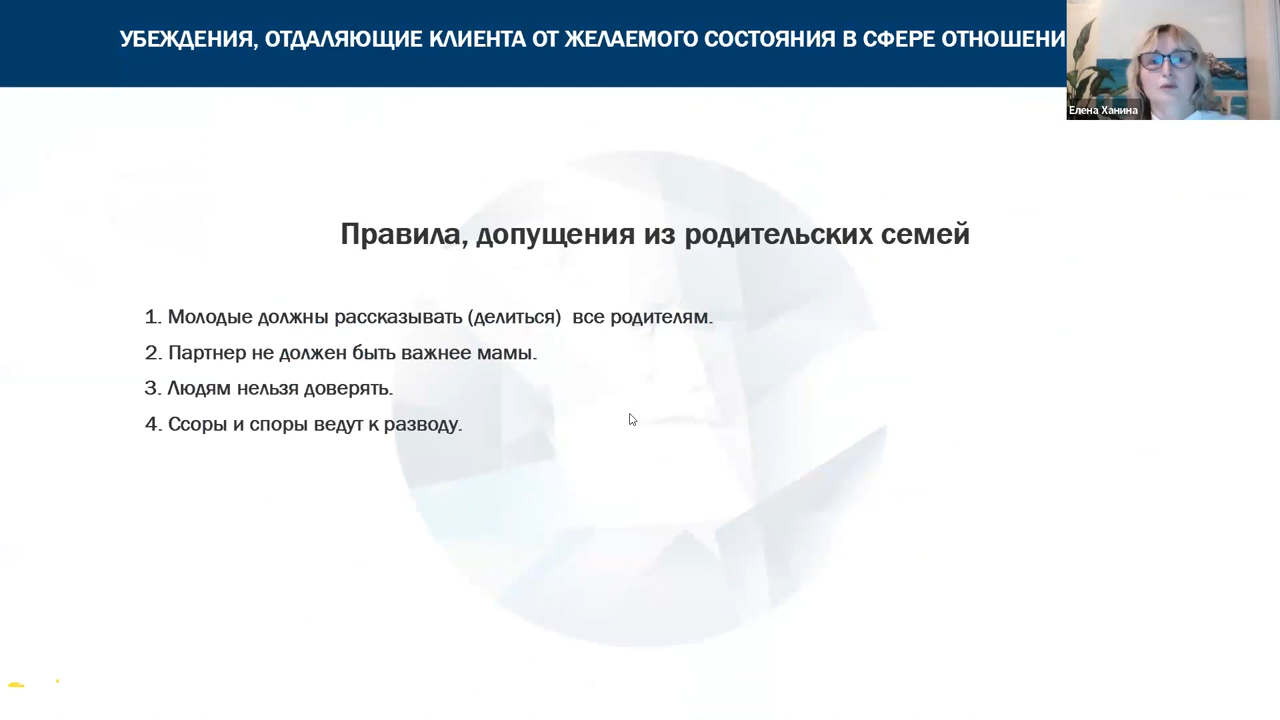 УБЕЖДЕНИЯ, ОТДАЛЯЮЩИЕ КЛИЕНТА ОТ ЖЕЛАЕМОГО СОСТОЯНИЯ В СФЕРЕ ОТНОШЕНИ
Елена Ханина
Правила, допущения из родительских семей
1. Молодые должны рассказывать (делиться)  все родителям.
2. Партнер не должен быть важнее мамы.
3. Людям нельзя доверять.
4. Ссоры и споры ведут к разводу.